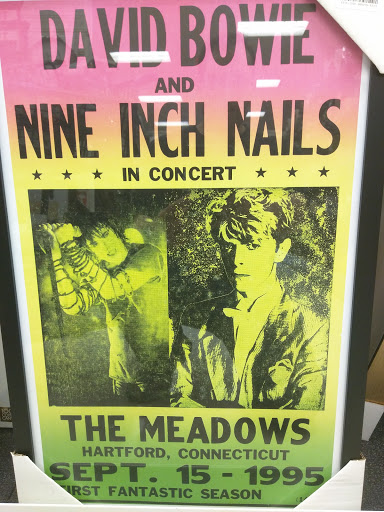 DAVID BOWIE
AND
NINE INCH NAILS
★ ★ ★ IN CONCERT ★ ★ ★
THE MEADOWS
HARTFORD, CONNECTICUT
SEPT. 15 - 1995
FIRST FANTASTIC SEASON